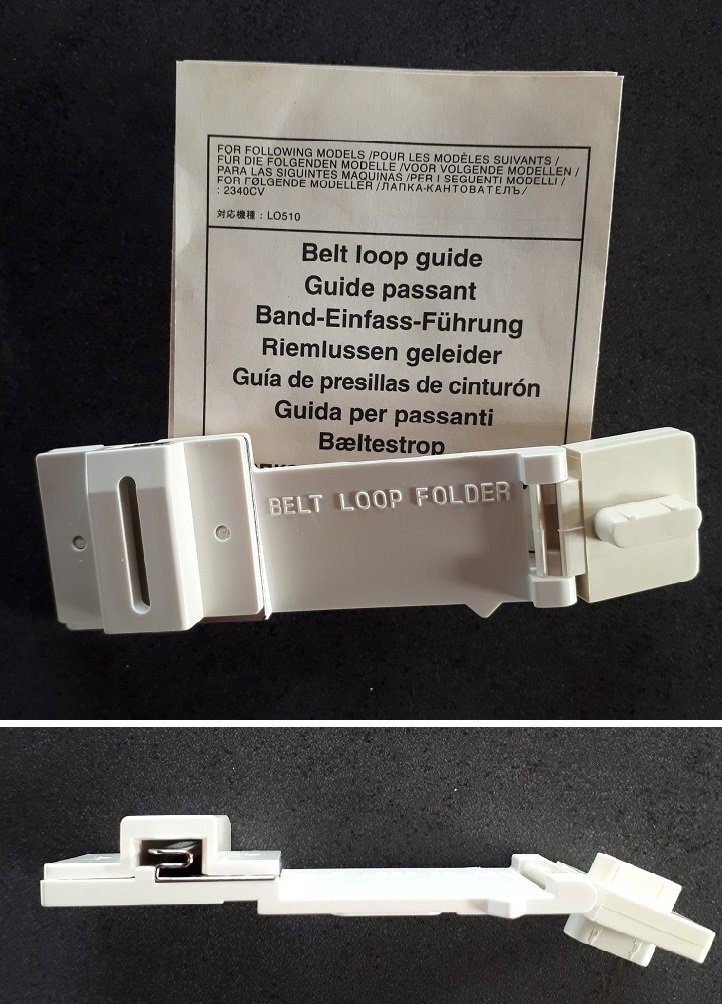 FOR FOLLOWING MODELS /POUR LES MODÈLES SUIVANTS /
FÜR DIE FOLGENDEN MODELLE /VOOR VOLGENDE MODELLEN /
PARA LAS SIGUINTES MAQUINAS /PER I SEGUENTI MODELLI /
FOR FØLGENDE MODELLER /ЛАПКА-КАНТОВАТЕЛЪ/
: 2340CV
対応機種 : LO510
Belt loop guide
Guide passant
Band-Einfass-Führung
Riemlussen geleider
Guía de presillas de cinturón
Guida per passanti
Bæltestrop
BELT LOOP FOLDER